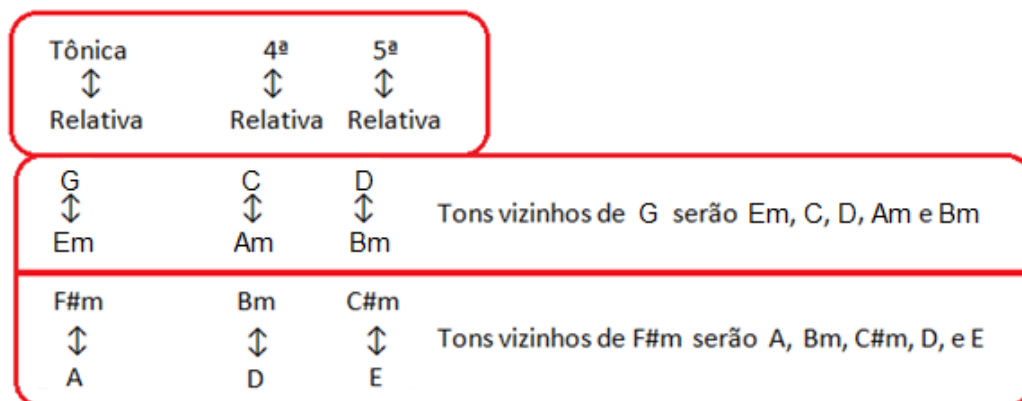 Tônica 4ª 5ª
↕ ↕ ↕
Relativa Relativa Relativa
G C D
↕ ↕ ↕ Tons vizinhos de G serão Em, C, D, Am e Bm
Em Am Bm
F#m Bm C#m
↕ ↕ ↕ Tons vizinhos de F#m serão A, Bm, C#m, D, e E
A D E